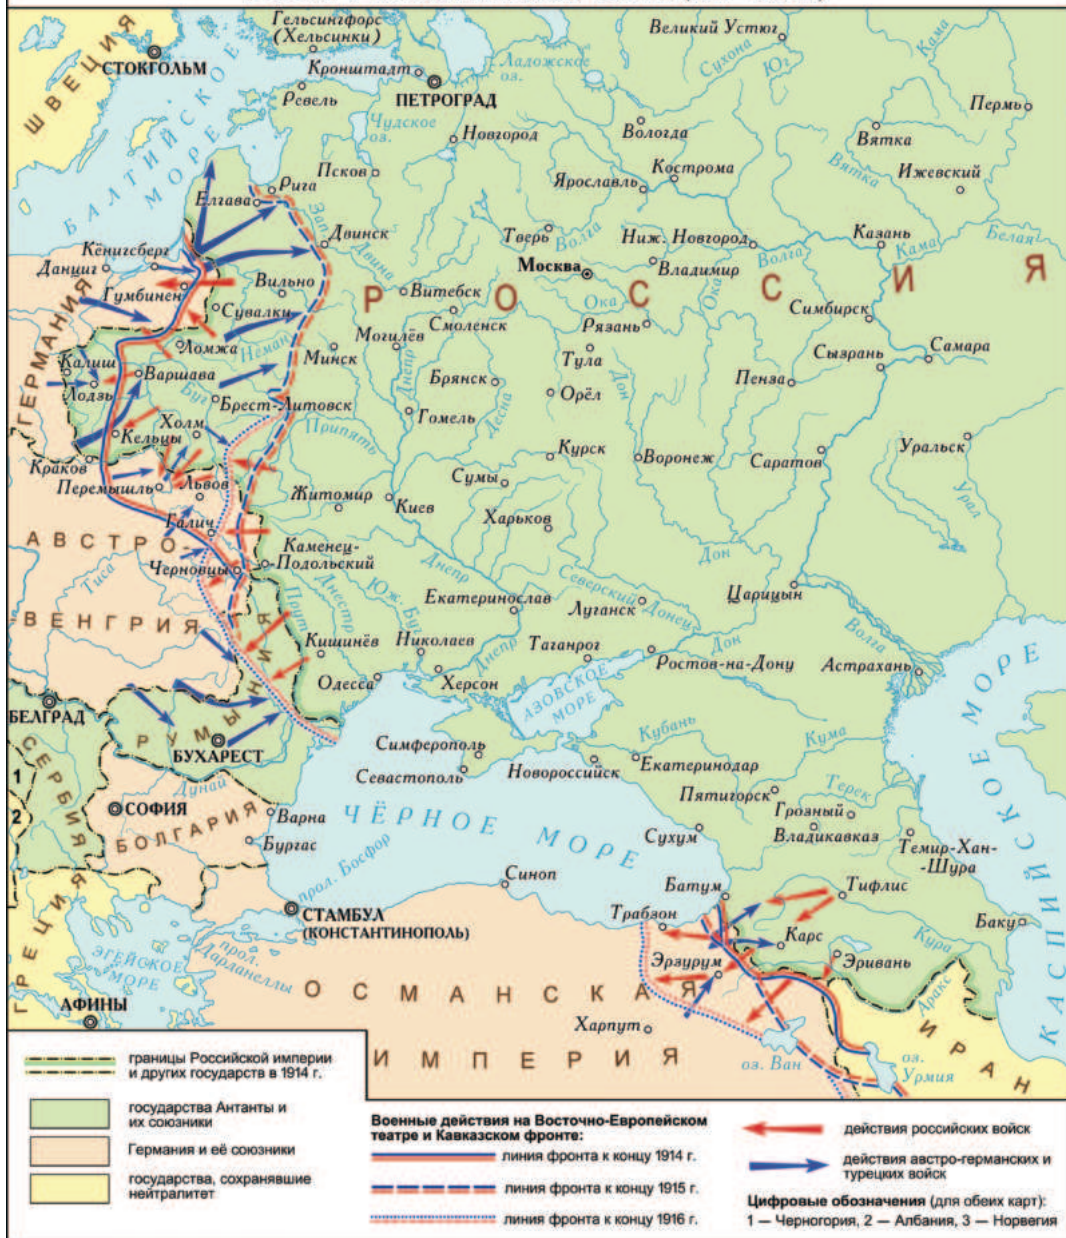 ШВЕЦИЯ
СТОКГОЛЬМ
БАЛТИЙСКОЕ
МОРЕ
Гельсингфорс
(Хельсинки)
Кронштадт
Ревель
ПЕТРОГРАД
Ладожское
оз.
Чудское
оз.
Новгород
Псков
Великий Устюг
Сухона
Юг
Кама
Пермь
Вологда
Вятка
Вятка
Ижевский
Кострома
Ярославль
Рига
Елгава
Зап. Двина
Двинск
Тверь
Волга
Ниж. Новгород
Волга
Казань
Кама
Белая
Москва
Владимир
Кёнигсберг
Данциг
Гумбинен
Вильно
Сувалки
РОССИЯ
Витебск
Смоленск
Ока
Ока
Рязань
Симбирск
ГЕРМАНИЯ
Ломжа
Неман
Минск
Могилёв
Днепр
Тула
Сызрань
Самара
Калиш
Лодзь
Варшава
Буг
Брест-Литовск
Брянск
Десна
Орёл
Дон
Пенза
Холм
Кельцы
Гомель
Припять
Краков
Перемышль
Львов
Курск
Воронеж
Саратов
Уральск
Урал
Сумы
Житомир
Киев
Харьков
Галич
АВСТРО-
ВЕНГРИЯ
Тиса
Черновцы
Каменец-
-Подольский
Днепр
Дон
Северский Донец
Царицын
Екатеринослав
Луганск
Прут
Днестр
Юж. Буг
Кишинёв
Николаев
Днепр
Таганрог
Дон
Ростов-на-Дону
Волга
Астрахань
Одесса
Херсон
АЗОВСКОЕ
МОРЕ
БЕЛГРАД
РУМЫНИЯ
БУХАРЕСТ
Симферополь
Севастополь
Новороссийск
Кубань
Екатеринодар
Кума
КАСПИЙСКОЕ МОРЕ
СЕРБИЯ
1
2
Дунай
СОФИЯ
БОЛГАРИЯ
Варна
Бургас
ЧЁРНОЕ МОРЕ
Пятигорск
Терек
Грозный
Владикавказ
Темир-Хан-
-Шура
Сухум
прол. Босфор
Синоп
Батум
Тифлис
Трабзон
Карс
Кура
Баку
СТАМБУЛ
(КОНСТАНТИНОПОЛЬ)
ГРЕЦИЯ
ЭГЕЙСКОЕ
МОРЕ
прол.
Дарданеллы
АФИНЫ
ОСМАНСКАЯ
ИМПЕРИЯ
Эрзурум
Эривань
Аракс
Харпут
оз. Ван
оз.
Урмия
ИРАН
границы Российской империи
и других государств в 1914 г.
государства Антанты и
их союзники
Германия и её союзники
государства, сохранявшие
нейтралитет
Военные действия на Восточно-Европейском
театре и Кавказском фронте:
линия фронта к концу 1914 г.
линия фронта к концу 1915 г.
линия фронта к концу 1916 г.
действия российских войск
действия австро-германских и
турецких войск
Цифровые обозначения (для обеих карт):
1 — Черногория, 2 — Албания, 3 — Норвегия